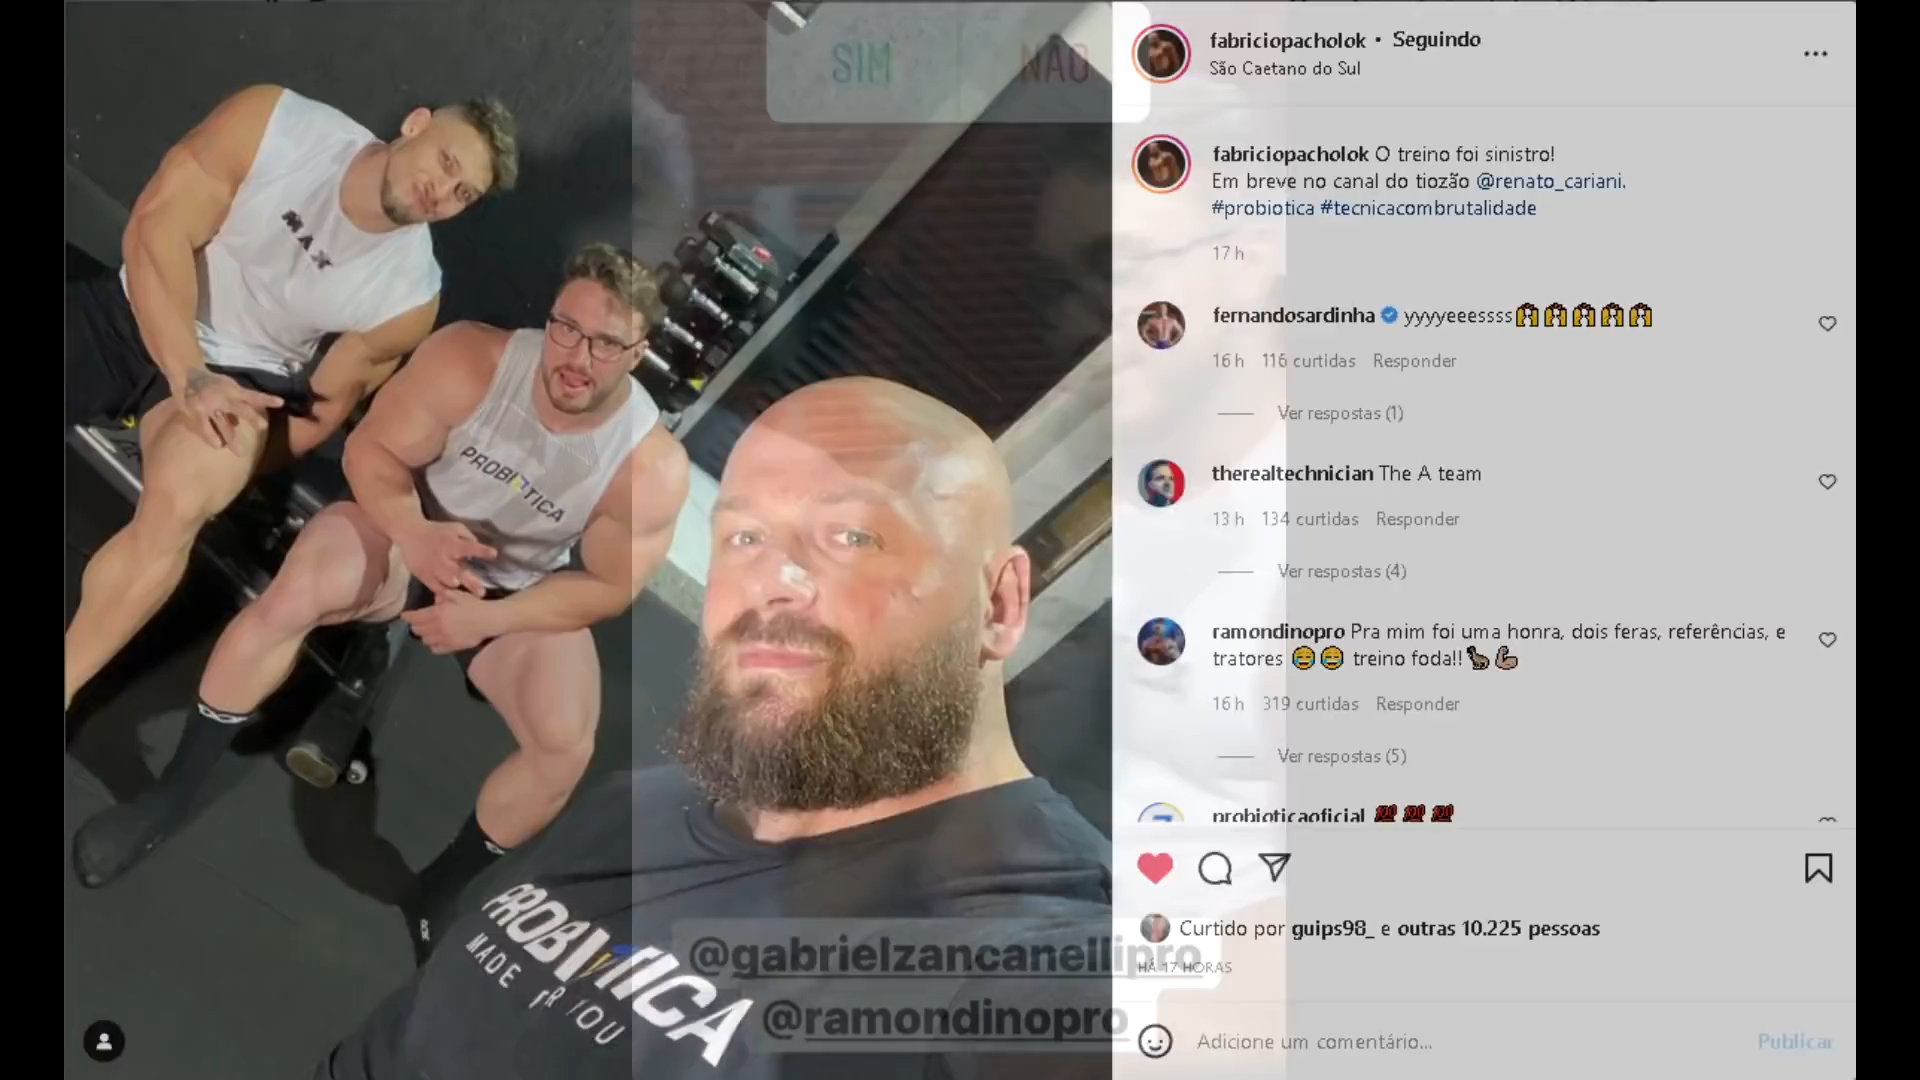 SIM NÃO
MAX
PROBIOTICA
PROBIOTICA
MADE FOR YOU
@gabrielzancanellipro
@ramondinopro
fabriciopacholok • Seguindo
São Caetano do Sul
fabriciopacholok O treino foi sinistro!
Em breve no canal do tiozão @renato_cariani.
#probiotica #tecnicacombrutalidade
17 h
fernandosardinha yyyyeeessss
16 h 116 curtidas Responder
Ver respostas (1)
therealtechnician The A team
13 h 134 curtidas Responder
Ver respostas (4)
ramondinopro Pra mim foi uma honra, dois feras, referências, e
tratores 😂😂 treino foda!!🦾💪
16 h 319 curtidas Responder
Ver respostas (5)
probioticaoficial 💯 💯 💯
Curtido por guips98_ e outras 10.225 pessoas
HÁ 17 HORAS
Adicione um comentário... Publicar